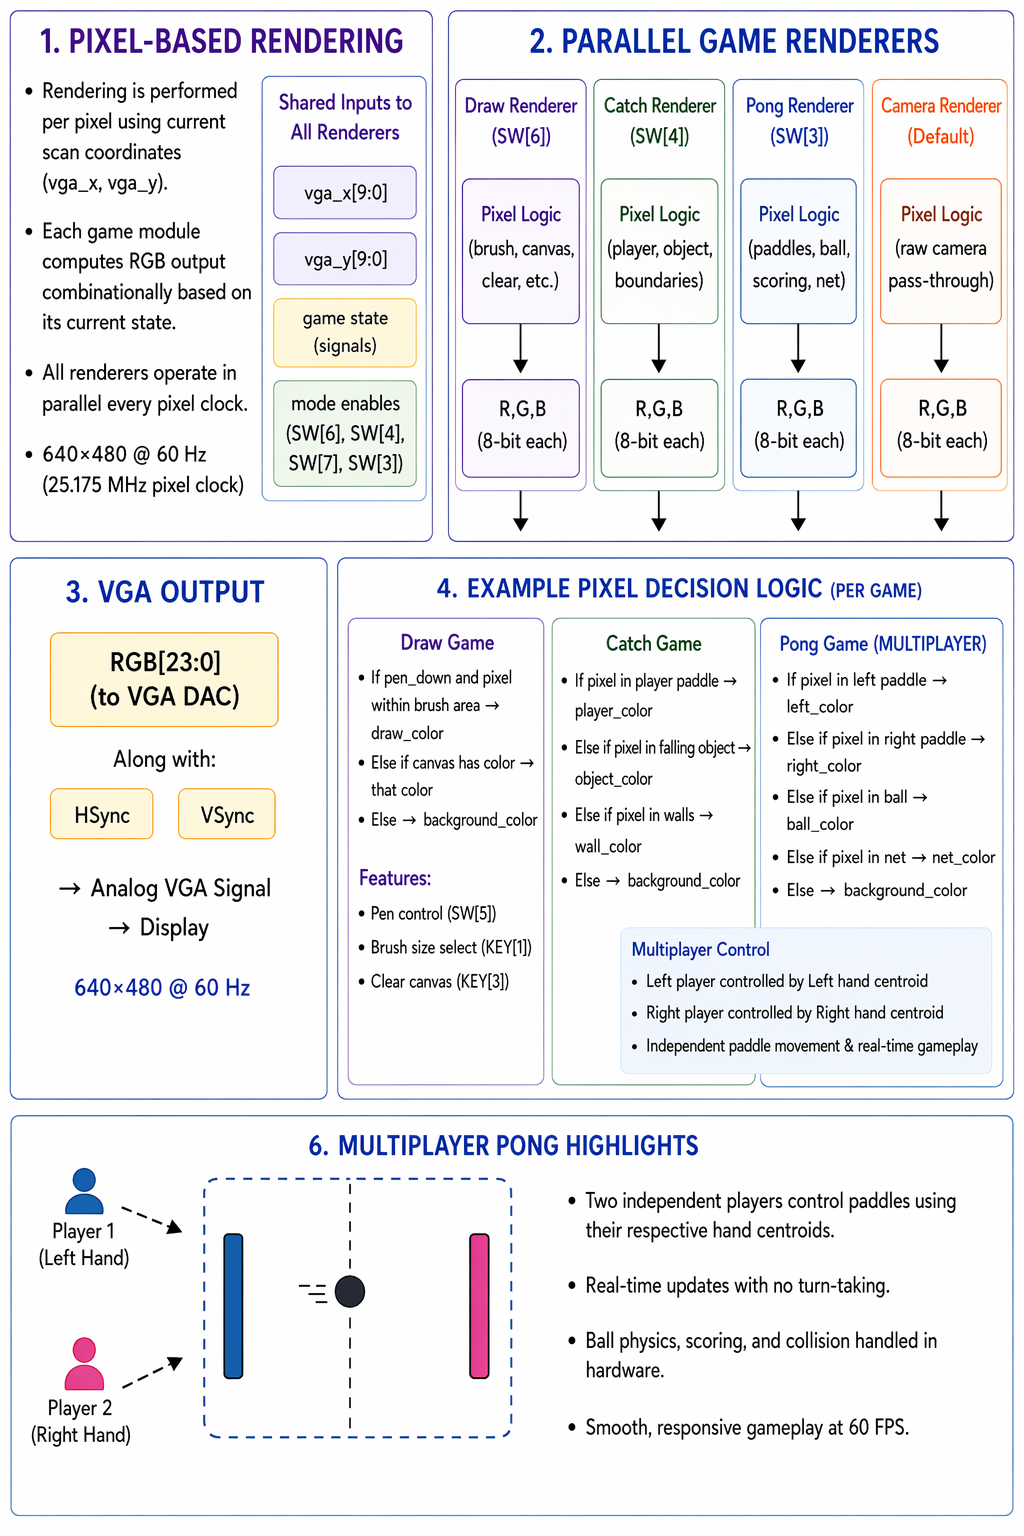 1. PIXEL-BASED RENDERING
• Rendering is performed
per pixel using current
scan coordinates
(vga_x, vga_y).
• Each game module
computes RGB output
combinationally based on
its current state.
• All renderers operate in
parallel every pixel clock.
• 640×480 @ 60 Hz
(25.175 MHz pixel clock)
Shared Inputs to
All Renderers
vga_x[9:0]
vga_y[9:0]
game state
(signals)
mode enables
(SW[6], SW[4],
SW[7], SW[3])
2. PARALLEL GAME RENDERERS
Draw Renderer
(SW[6])
Pixel Logic
(brush, canvas,
clear, etc.)
R,G,B
(8-bit each)
Catch Renderer
(SW[4])
Pixel Logic
(player, object,
boundaries)
R,G,B
(8-bit each)
Pong Renderer
(SW[3])
Pixel Logic
(paddles, ball,
scoring, net)
R,G,B
(8-bit each)
Camera Renderer
(Default)
Pixel Logic
(raw camera
pass-through)
R,G,B
(8-bit each)
3. VGA OUTPUT
RGB[23:0]
(to VGA DAC)
Along with:
HSync
VSync
→ Analog VGA Signal
→ Display
640×480 @ 60 Hz
4. EXAMPLE PIXEL DECISION LOGIC (PER GAME)
Draw Game
• If pen_down and pixel
within brush area →
draw_color
• Else if canvas has color →
that color
• Else → background_color
Features:
• Pen control (SW[5])
• Brush size select (KEY[1])
• Clear canvas (KEY[3])
Catch Game
• If pixel in player paddle →
player_color
• Else if pixel in falling object →
object_color
• Else if pixel in walls →
wall_color
• Else → background_color
Pong Game (MULTIPLAYER)
• If pixel in left paddle →
left_color
• Else if pixel in right paddle →
right_color
• Else if pixel in ball →
ball_color
• Else if pixel in net → net_color
• Else → background_color
Multiplayer Control
• Left player controlled by Left hand centroid
• Right player controlled by Right hand centroid
• Independent paddle movement & real-time gameplay
6. MULTIPLAYER PONG HIGHLIGHTS
Player 1
(Left Hand)
Player 2
(Right Hand)
• Two independent players control paddles using
their respective hand centroids.
• Real-time updates with no turn-taking.
• Ball physics, scoring, and collision handled in
hardware.
• Smooth, responsive gameplay at 60 FPS.